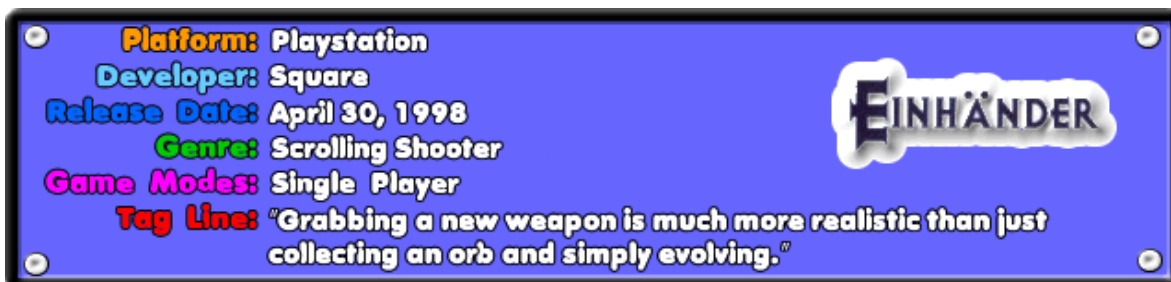 Platform: Playstation
Developer: Square
Release Date: April 30, 1998
Genre: Scrolling Shooter
Game Modes: Single Player
Tag Line: "Grabbing a new weapon is much more realistic than just
collecting an orb and simply evolving."
EINHÄNDER